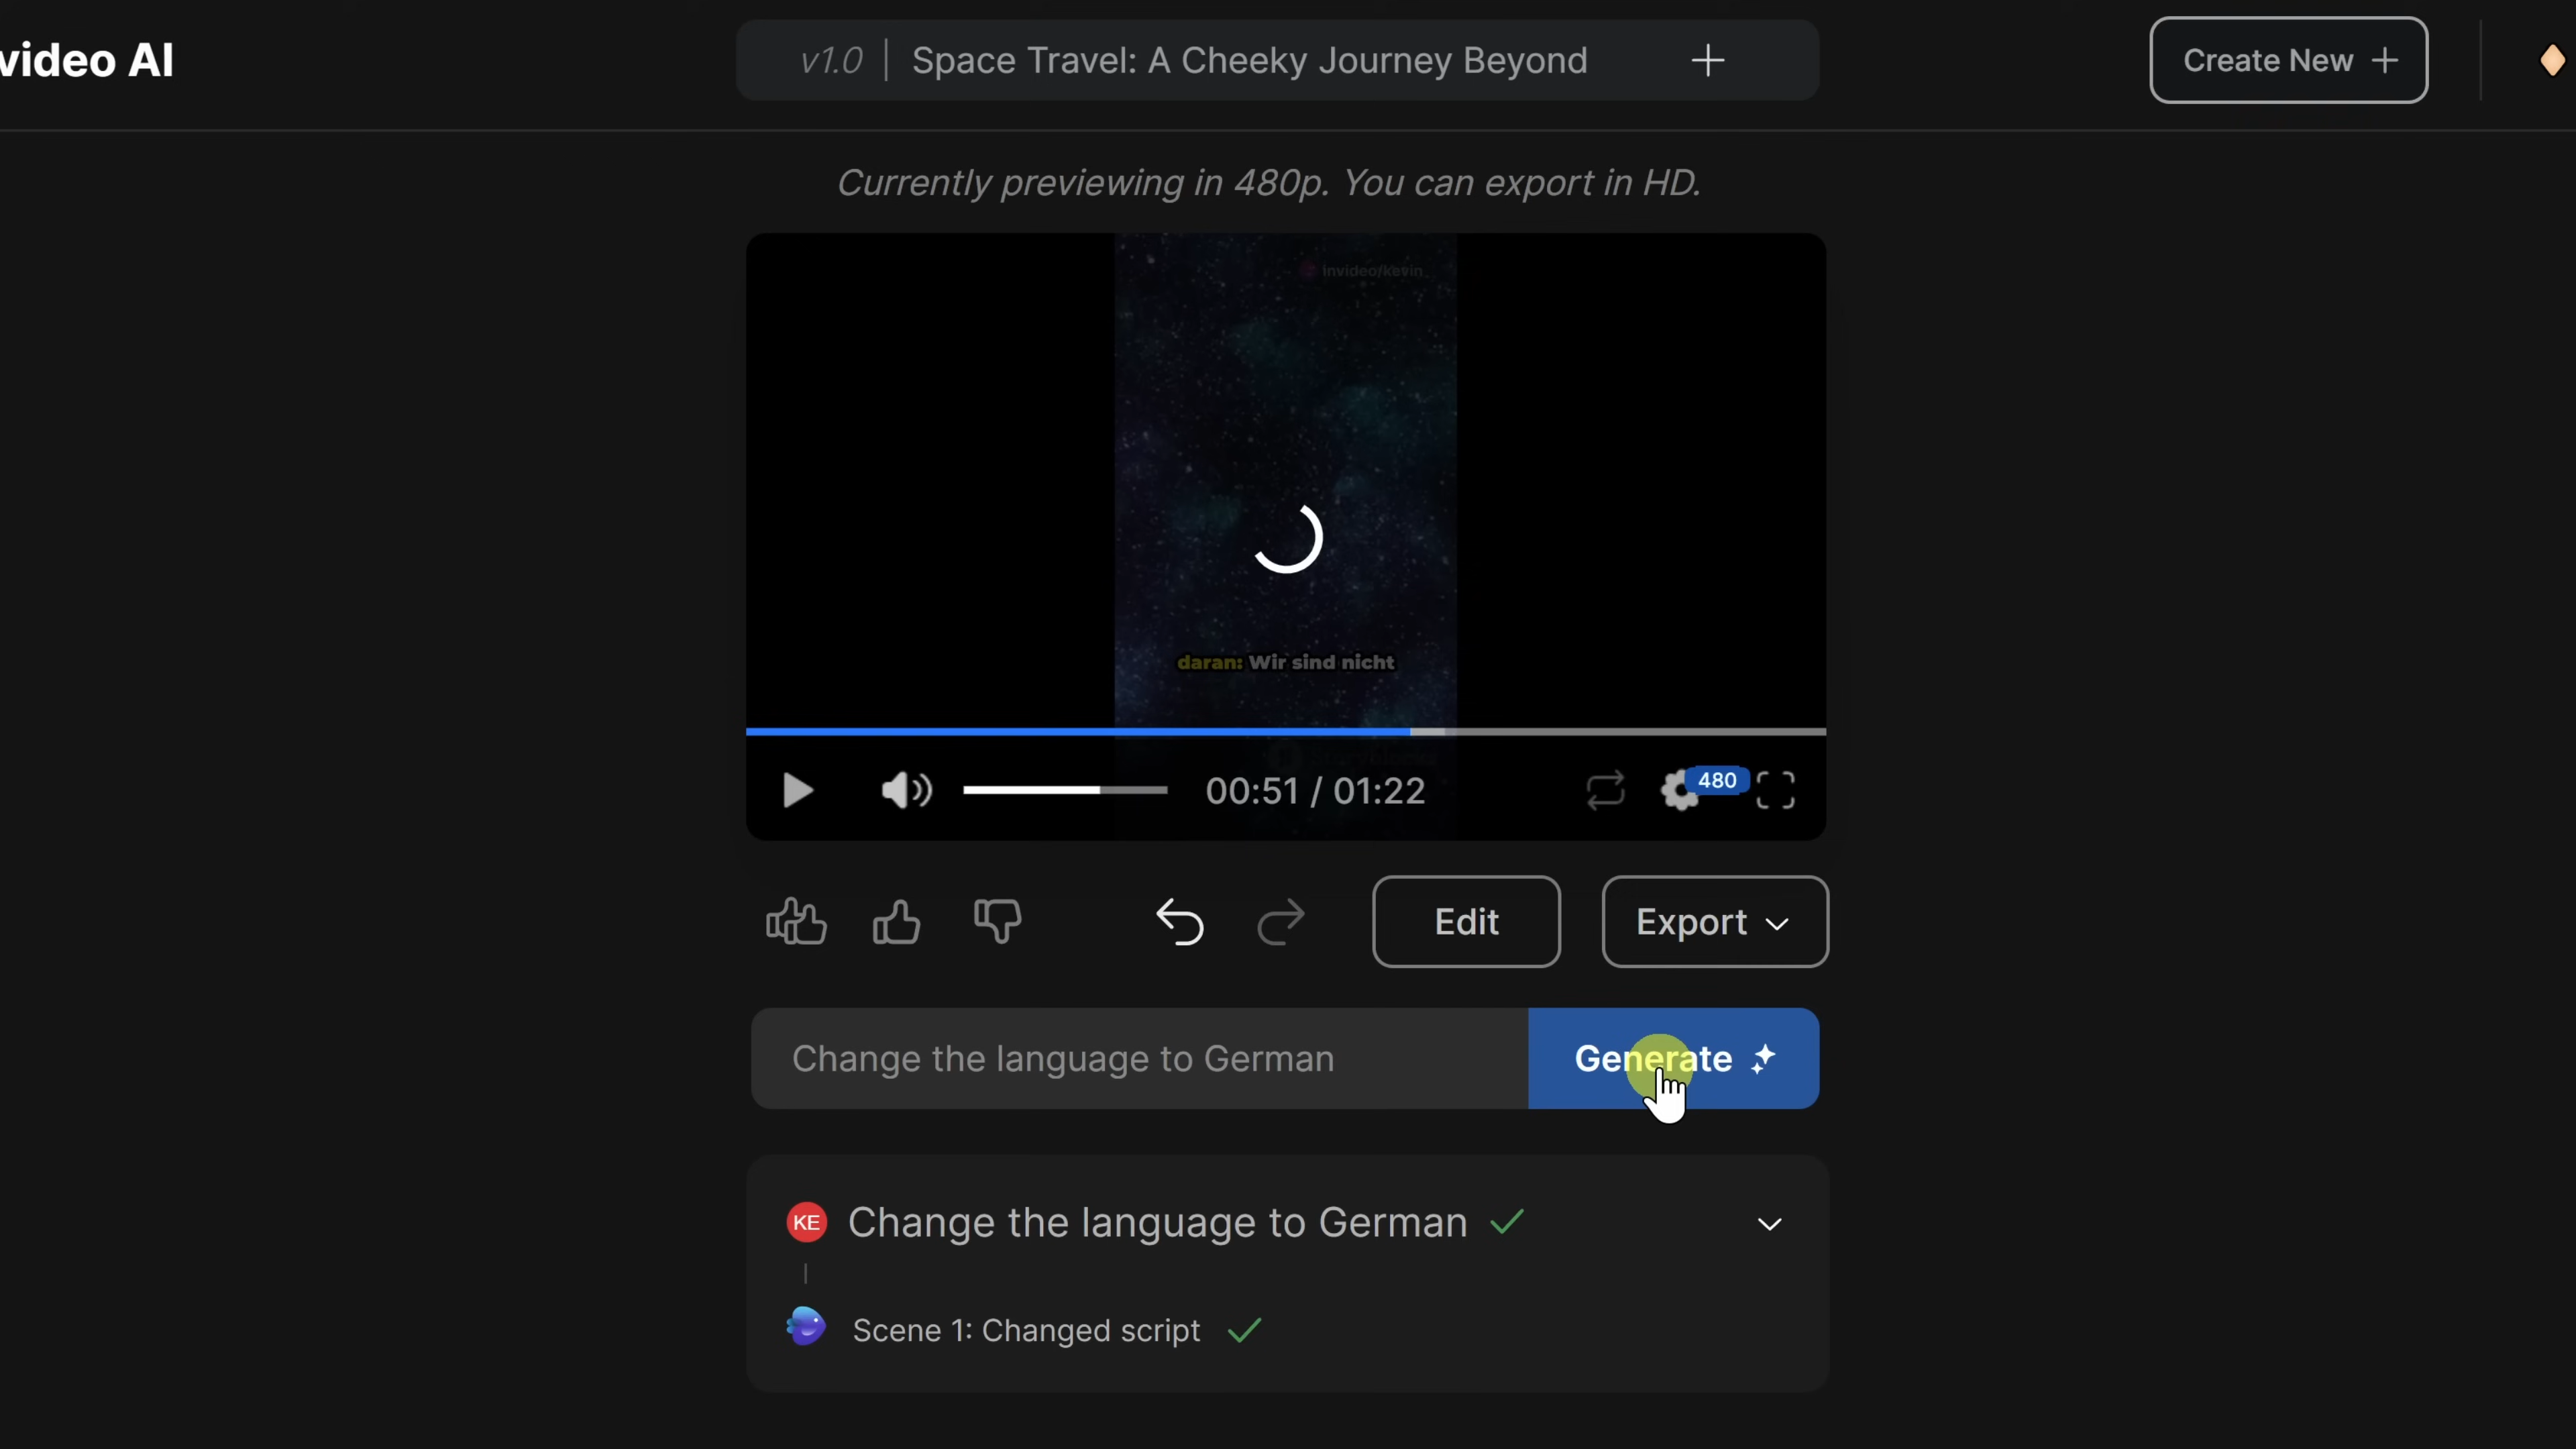 video AI
v1.0 | Space Travel: A Cheeky Journey Beyond
Create New +
Currently previewing in 480p. You can export in HD.
invideo/kevin
daran: Wir sind nicht
00:51 / 01:22
480
Edit
Export
Change the language to German
Generate
KE Change the language to German
Scene 1: Changed script